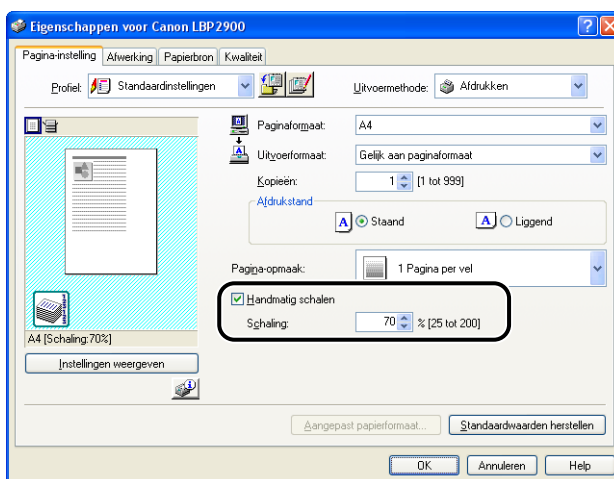 Eigenschappen voor Canon LBP2900
Pagina-instelling Afwerking Papierbron Kwaliteit
Profiel: Standaardinstellingen Uitvoermethode: Afdrukken
Paginaformaat: A4
Uitvoerformaat: Gelijk aan paginaformaat
Kopieën: 1 [1 tot 999]
Afdrukstand
A Staand A Liggend
Pagina-opmaak: 1 Pagina per vel
Handmatig schalen
Schaling: 70 % [25 tot 200]
A4 [Schaling:70%]
Instellingen weergeven
Aangepast papierformaat... Standaardwaarden herstellen
OK Annuleren Help